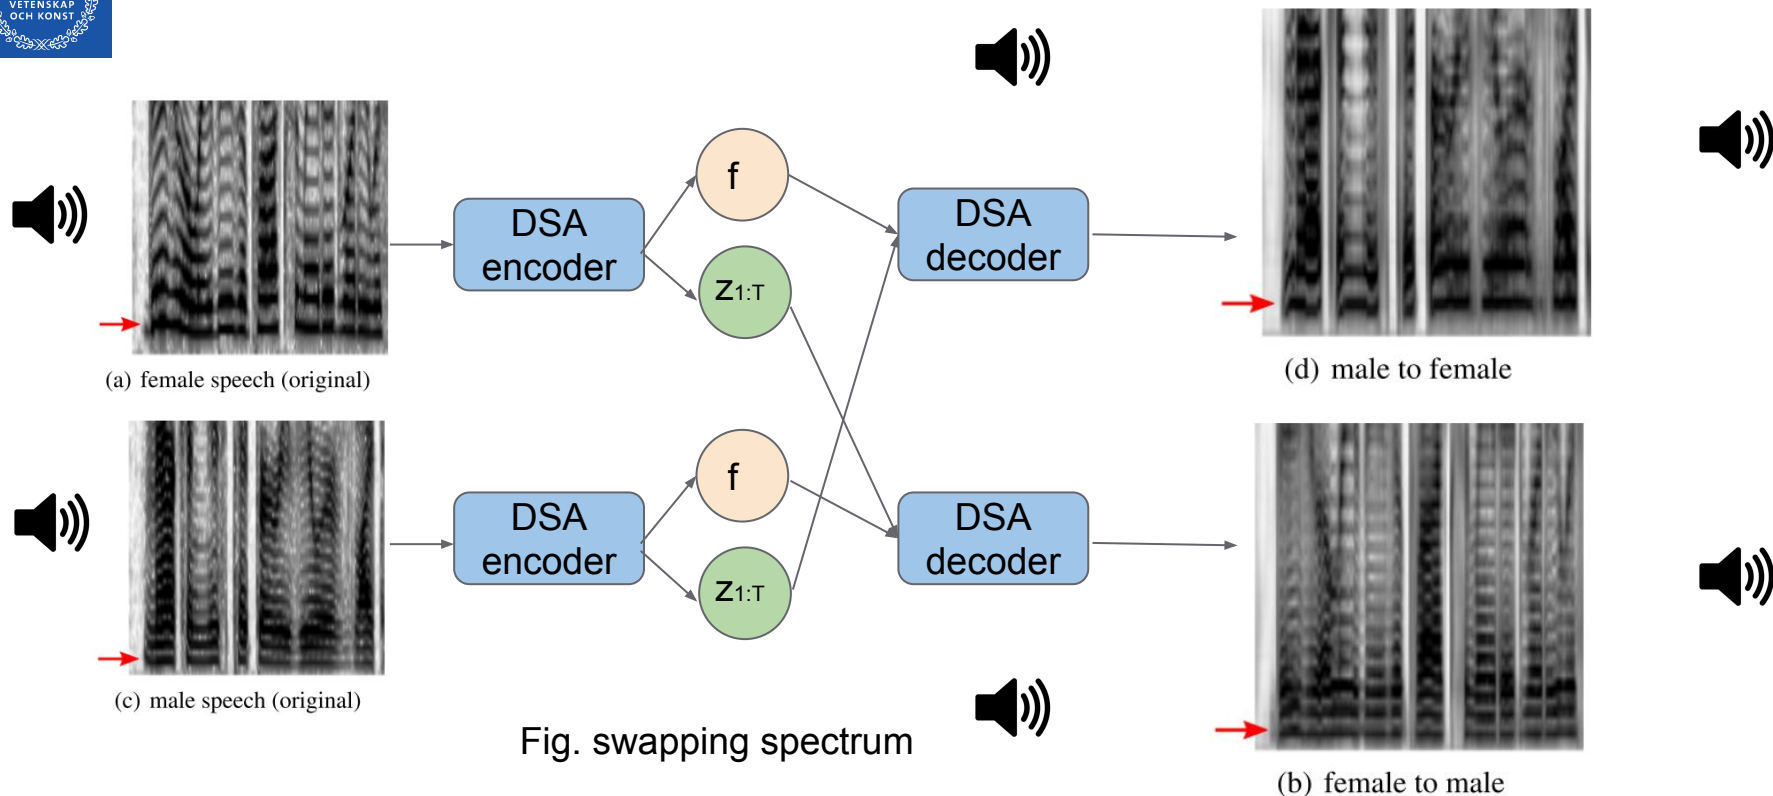 VETENSKAP
OCH KONST
(a) female speech (original)
DSA
encoder
f
Z1:T
DSA
decoder
(d) male to female
(c) male speech (original)
DSA
encoder
f
Z1:T
DSA
decoder
(b) female to male
Fig. swapping spectrum